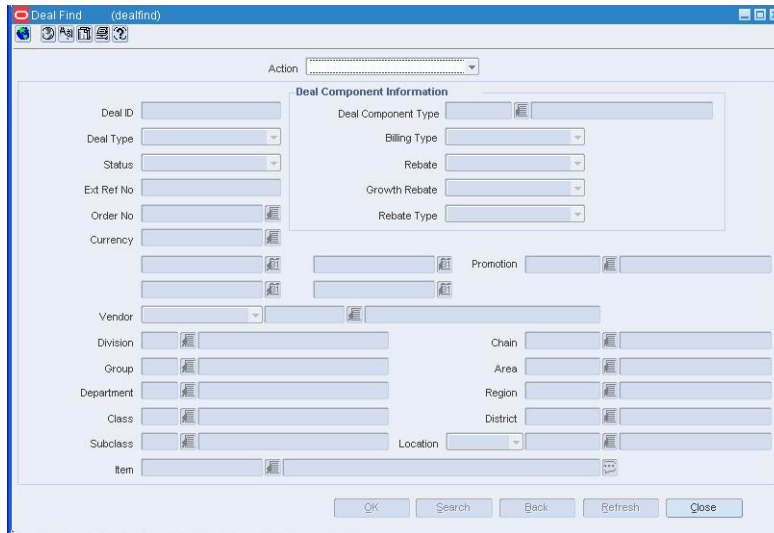 Deal Find (dealfind)
Action
Deal Component Information
Deal ID
Deal Component Type
Deal Type
Billing Type
Status
Rebate
Ext Ref No
Growth Rebate
Order No
Rebate Type
Currency
Promotion
Vendor
Division
Chain
Group
Area
Department
Region
Class
District
Subclass
Location
Item
OK Search Back Refresh Close